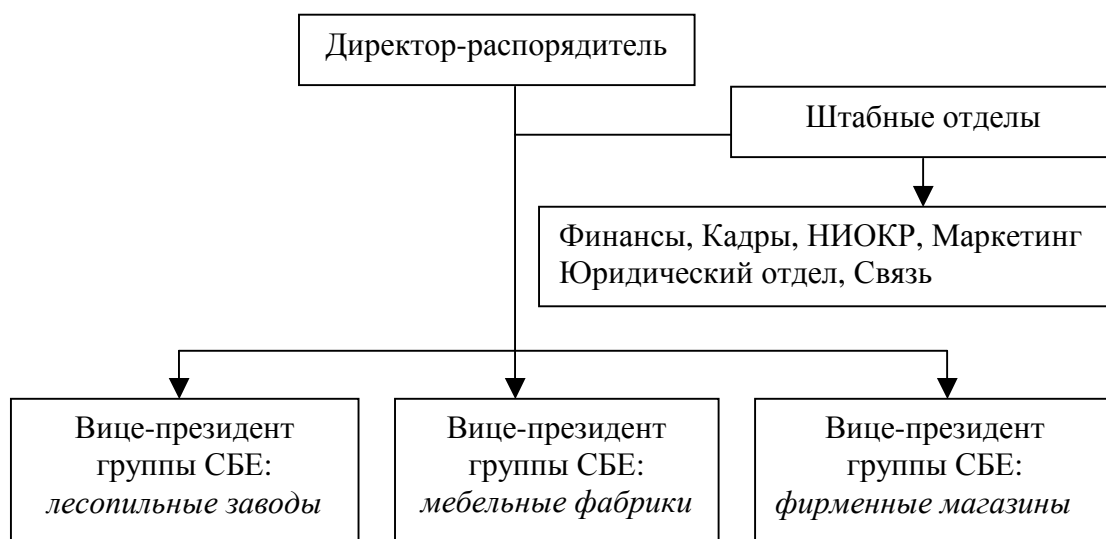 Директор-распорядитель
Штабные отделы
Финансы, Кадры, НИОКР, Маркетинг
Юридический отдел, Связь
Вице-президент
группы СБЕ:
лесопильные заводы
Вице-президент
группы СБЕ:
мебельные фабрики
Вице-президент
группы СБЕ:
фирменные магазины